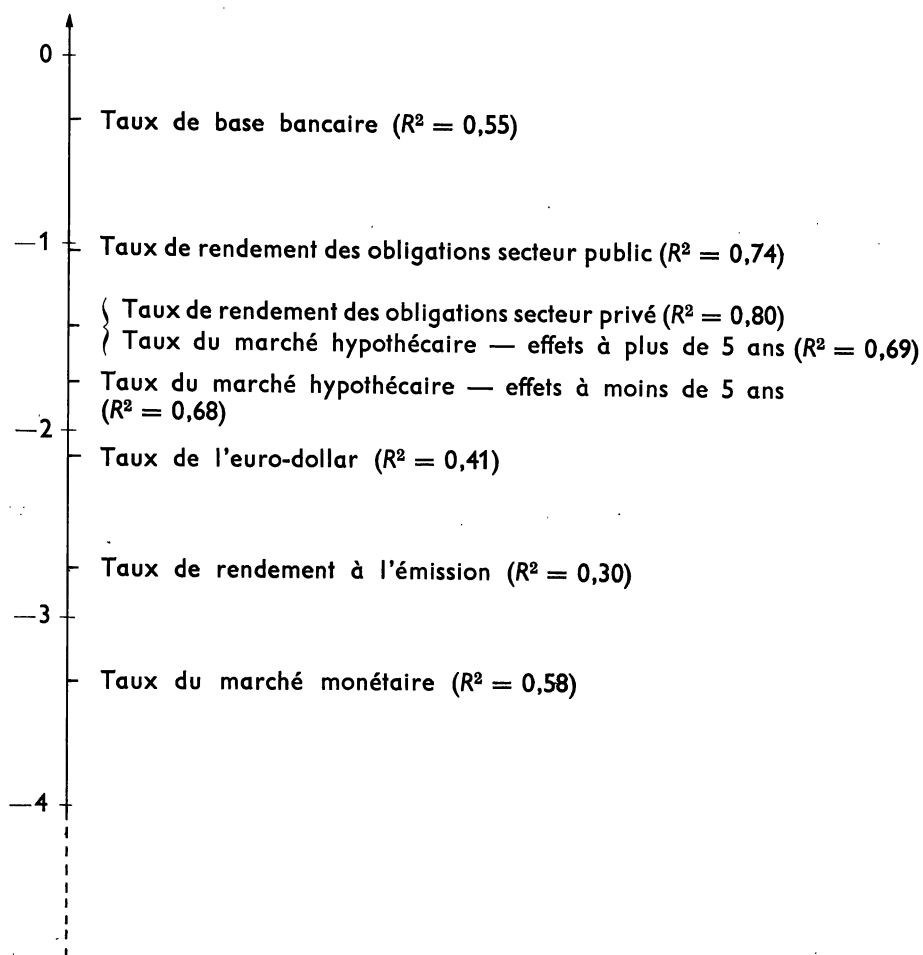 0
Taux de base bancaire (R² = 0,55)
—1
Taux de rendement des obligations secteur public (R² = 0,74)
Taux de rendement des obligations secteur privé (R² = 0,80)
Taux du marché hypothécaire — effets à plus de 5 ans (R² = 0,69)
Taux du marché hypothécaire — effets à moins de 5 ans
(R² = 0,68)
—2
Taux de l'euro-dollar (R² = 0,41)
Taux de rendement à l'émission (R² = 0,30)
—3
Taux du marché monétaire (R² = 0,58)
—4